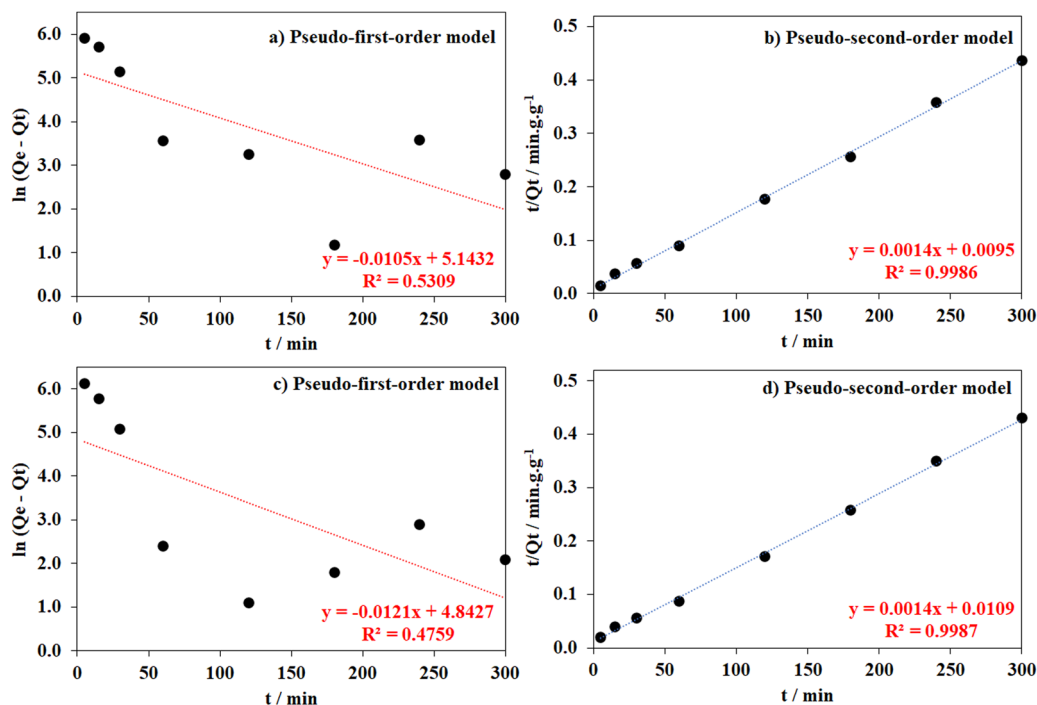 a) Pseudo-first-order model
ln (Qe - Qt)
6.0
5.0
4.0
3.0
2.0
1.0
0.0
y = -0.0105x + 5.1432
R² = 0.5309
0 50 100 150 200 250 300
t / min
b) Pseudo-second-order model
t/Qt / min.g.g⁻¹
0.5
0.4
0.3
0.2
0.1
0.0
y = 0.0014x + 0.0095
R² = 0.9986
0 50 100 150 200 250 300
t / min
c) Pseudo-first-order model
ln (Qe - Qt)
6.0
5.0
4.0
3.0
2.0
1.0
0.0
y = -0.0121x + 4.8427
R² = 0.4759
0 50 100 150 200 250 300
t / min
d) Pseudo-second-order model
t/Qt / min.g.g⁻¹
0.5
0.4
0.3
0.2
0.1
0.0
y = 0.0014x + 0.0109
R² = 0.9987
0 50 100 150 200 250 300
t / min